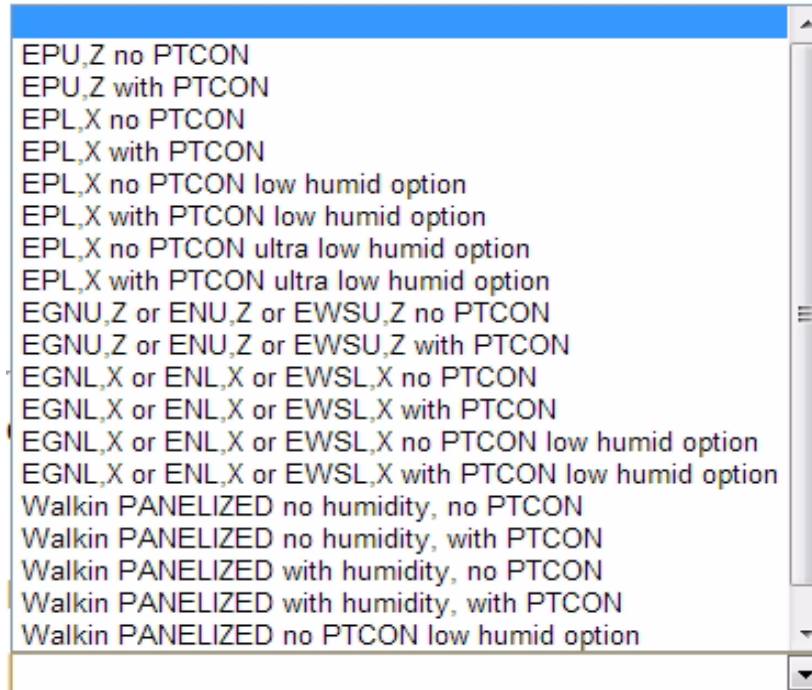 EPU,Z no PTCON
EPU,Z with PTCON
EPL,X no PTCON
EPL,X with PTCON
EPL,X no PTCON low humid option
EPL,X with PTCON low humid option
EPL,X no PTCON ultra low humid option
EPL,X with PTCON ultra low humid option
EGNU,Z or ENU,Z or EWSU,Z no PTCON
EGNU,Z or ENU,Z or EWSU,Z with PTCON
EGNL,X or ENL,X or EWSL,X no PTCON
EGNL,X or ENL,X or EWSL,X with PTCON
EGNL,X or ENL,X or EWSL,X no PTCON low humid option
EGNL,X or ENL,X or EWSL,X with PTCON low humid option
Walkin PANELIZED no humidity, no PTCON
Walkin PANELIZED no humidity, with PTCON
Walkin PANELIZED with humidity, no PTCON
Walkin PANELIZED with humidity, with PTCON
Walkin PANELIZED no PTCON low humid option